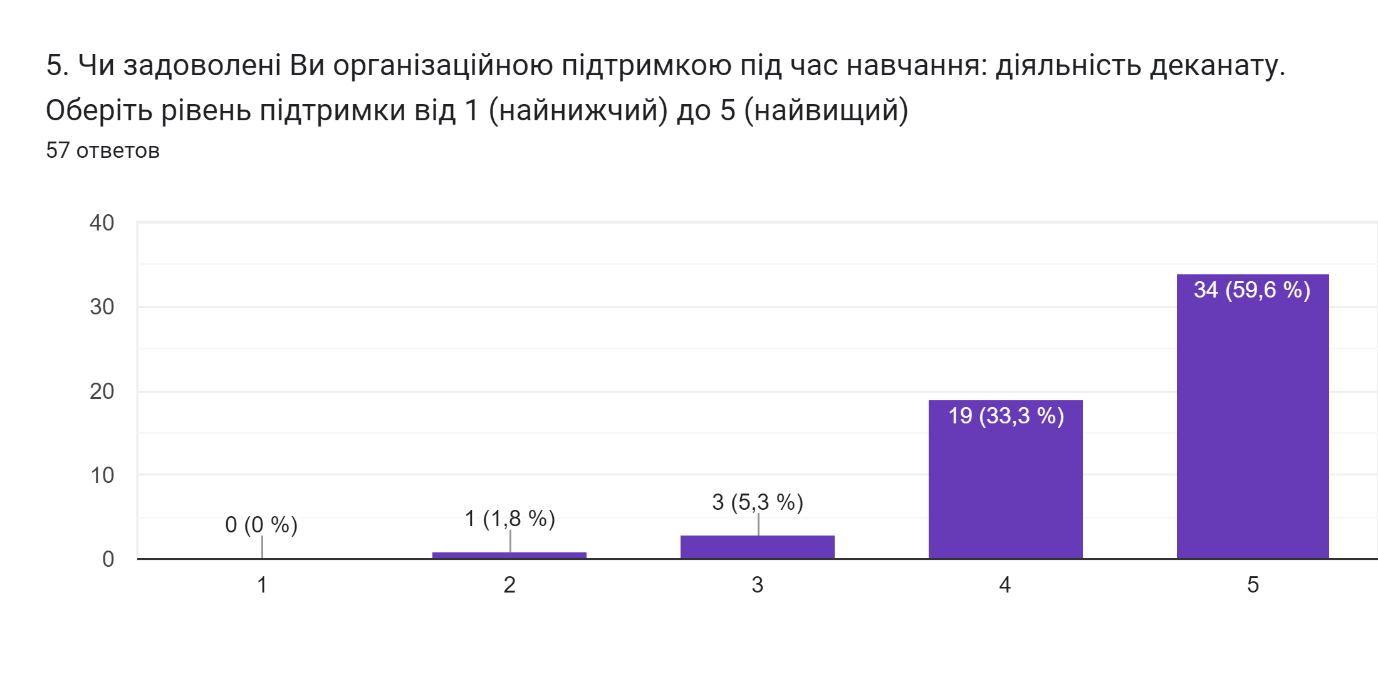 5. Чи задоволені Ви організаційною підтримкою під час навчання: діяльність деканату.
Оберіть рівень підтримки від 1 (найнижчий) до 5 (найвищий)
57 ответов
40
30
20
10
0
0 (0 %)
1 (1,8 %)
3 (5,3 %)
19 (33,3 %)
34 (59,6 %)
1
2
3
4
5